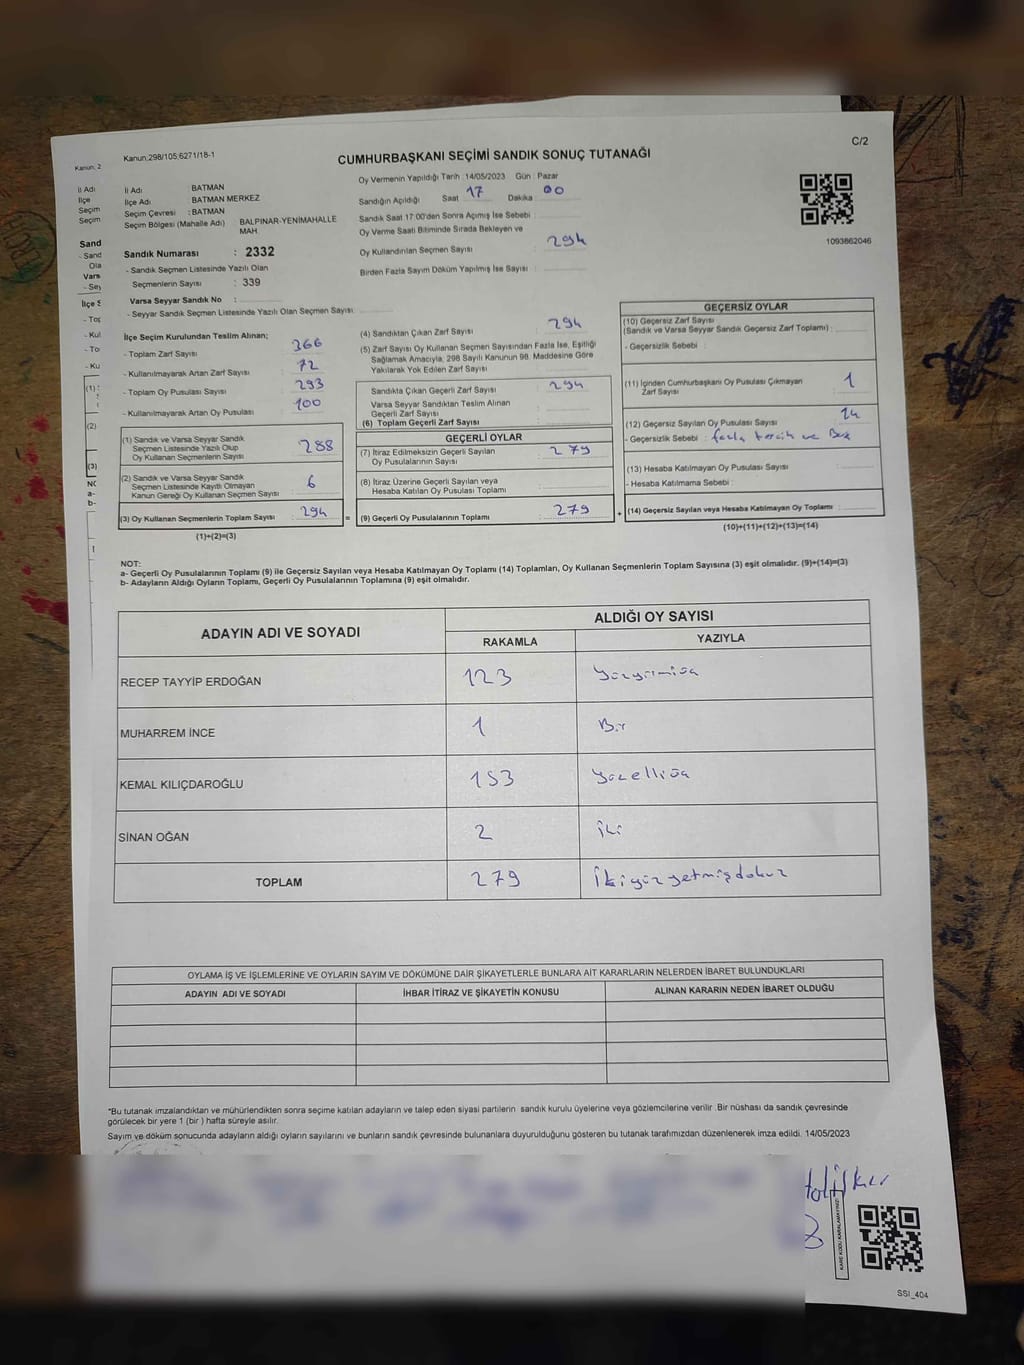 C/2
Kanun.298/105;6271/18-1
CUMHURBAŞKANI SEÇİMİ SANDIK SONUÇ TUTANAĞI
Kanun. 2
İl Adı
İlçe
Seçim
Seçim
İl Adı : BATMAN
İlçe Adı : BATMAN MERKEZ
Seçim Çevresi : BATMAN
Seçim Bölgesi (Mahalle Adı) BALPINAR-YENİMAHALLE MAH.
Sandık Numarası : 2332
- Sandık Seçmen Listesinde Yazılı Olan
Seçmenlerin Sayısı : 339
Varsa Seyyar Sandık No :
- Seyyar Sandık Seçmen Listesinde Yazılı Olan Seçmen Sayısı:
Oy Vermenin Yapıldığı Tarih :14/05/2023 Gün : Pazar
Sandığın Açıldığı Saat 17 Dakika 00
Sandık Saat 17:00'den Sonra Açımış İse Sebebi :
Oy Verme Saati Bitiminde Sırada Bekleyen ve
Oy Kullandırılan Seçmen Sayısı : 294
Birden Fazla Sayım Döküm Yapılmış İse Sayısı :
1093862046
İlçe Seçim Kurulundan Teslim Alınan;
- Toplam Zarf Sayısı : 366
- Kullanılmayarak Artan Zarf Sayısı : 72
- Toplam Oy Pusulası Sayısı : 293
- Kullanılmayarak Artan Oy Pusulası : 100
(1) Sandık ve Varsa Seyyar Sandık
Seçmen Listesinde Yazılı Olup
Oy Kullanan Seçmenlerin Sayısı : 288
(2) Sandık ve Varsa Seyyar Sandık
Seçmen Listesinde Kayıtlı Olmayan
Kanun Gereği Oy Kullanan Seçmen Sayısı : 6
(3) Oy Kullanan Seçmenlerin Toplam Sayısı : 294
(1)+(2)=(3)
=
(4) Sandıktan Çıkan Zarf Sayısı : 294
(5) Zarf Sayısı Oy Kullanan Seçmen Sayısından Fazla İse, Eşitliği
Sağlamak Amacıyla, 298 Sayılı Kanunun 98. Maddesine Göre
Yakılarak Yok Edilen Zarf Sayısı :
Sandıkta Çıkan Geçerli Zarf Sayısı : 294
Varsa Seyyar Sandıktan Teslim Alınan
Geçerli Zarf Sayısı :
(6) Toplam Geçerli Zarf Sayısı :
GEÇERLİ OYLAR
(7) İtiraz Edilmeksizin Geçerli Sayılan
Oy Pusulalarının Sayısı : 279
(8) İtiraz Üzerine Geçerli Sayılan veya
Hesaba Katılan Oy Pusulası Toplamı :
(9) Geçerli Oy Pusulalarının Toplamı : 279
+
GEÇERSİZ OYLAR
(10) Geçersiz Zarf Sayısı
(Sandık ve Varsa Seyyar Sandık Geçersiz Zarf Toplamı) :
- Geçersizlik Sebebi :
(11) İçinden Cumhurbaşkanı Oy Pusulası Çıkmayan
Zarf Sayısı : 1
(12) Geçersiz Sayılan Oy Pusulası Sayısı : 14
- Geçersizlik Sebebi : fazla tercih ve Boş
(13) Hesaba Katılmayan Oy Pusulası Sayısı :
- Hesaba Katılmama Sebebi :
(14) Geçersiz Sayılan veya Hesaba Katılmayan Oy Toplamı :
(10)+(11)+(12)+(13)=(14)
NOT:
a- Geçerli Oy Pusulalarının Toplamı (9) ile Geçersiz Sayılan veya Hesaba Katılmayan Oy Toplamı (14) Toplamları, Oy Kullanan Seçmenlerin Toplam Sayısına (3) eşit olmalıdır. (9)+(14)=(3)
b- Adayların Aldığı Oyların Toplamı, Geçerli Oy Pusulalarının Toplamına (9) eşit olmalıdır.
ADAYIN ADI VE SOYADI ALDIĞI OY SAYISI
RAKAMLA YAZIYLA
RECEP TAYYİP ERDOĞAN 123 Yüzyirmiüç
MUHARREM İNCE 1 Bir
KEMAL KILIÇDAROĞLU 153 Yüzelliüç
SİNAN OĞAN 2 İki
TOPLAM 279 İkiyüzyetmişdokuz
OYLAMA İŞ VE İŞLEMLERİNE VE OYLARIN SAYIM VE DÖKÜMÜNE DAİR ŞİKAYETLERLE BUNLARA AİT KARARLARIN NELERDEN İBARET BULUNDUKLARI
ADAYIN ADI VE SOYADI İHBAR İTİRAZ VE ŞİKAYETİN KONUSU ALINAN KARARIN NEDEN İBARET OLDUĞU
*Bu tutanak imzalandıktan ve mühürlendikten sonra seçime katılan adayların ve talep eden siyasi partilerin sandık kurulu üyelerine veya gözlemcilerine verilir .Bir nüshası da sandık çevresinde
görülecek bir yere 1 (bir ) hafta süreyle asılır.
Sayım ve döküm sonucunda adayların aldığı oyların sayılarını ve bunların sandık çevresinde bulunanlara duyurulduğunu gösteren bu tutanak tarafımızdan düzenlenerek imza edildi. 14/05/2023
KARE KODU KARALAMAYINIZ!
SSI_404